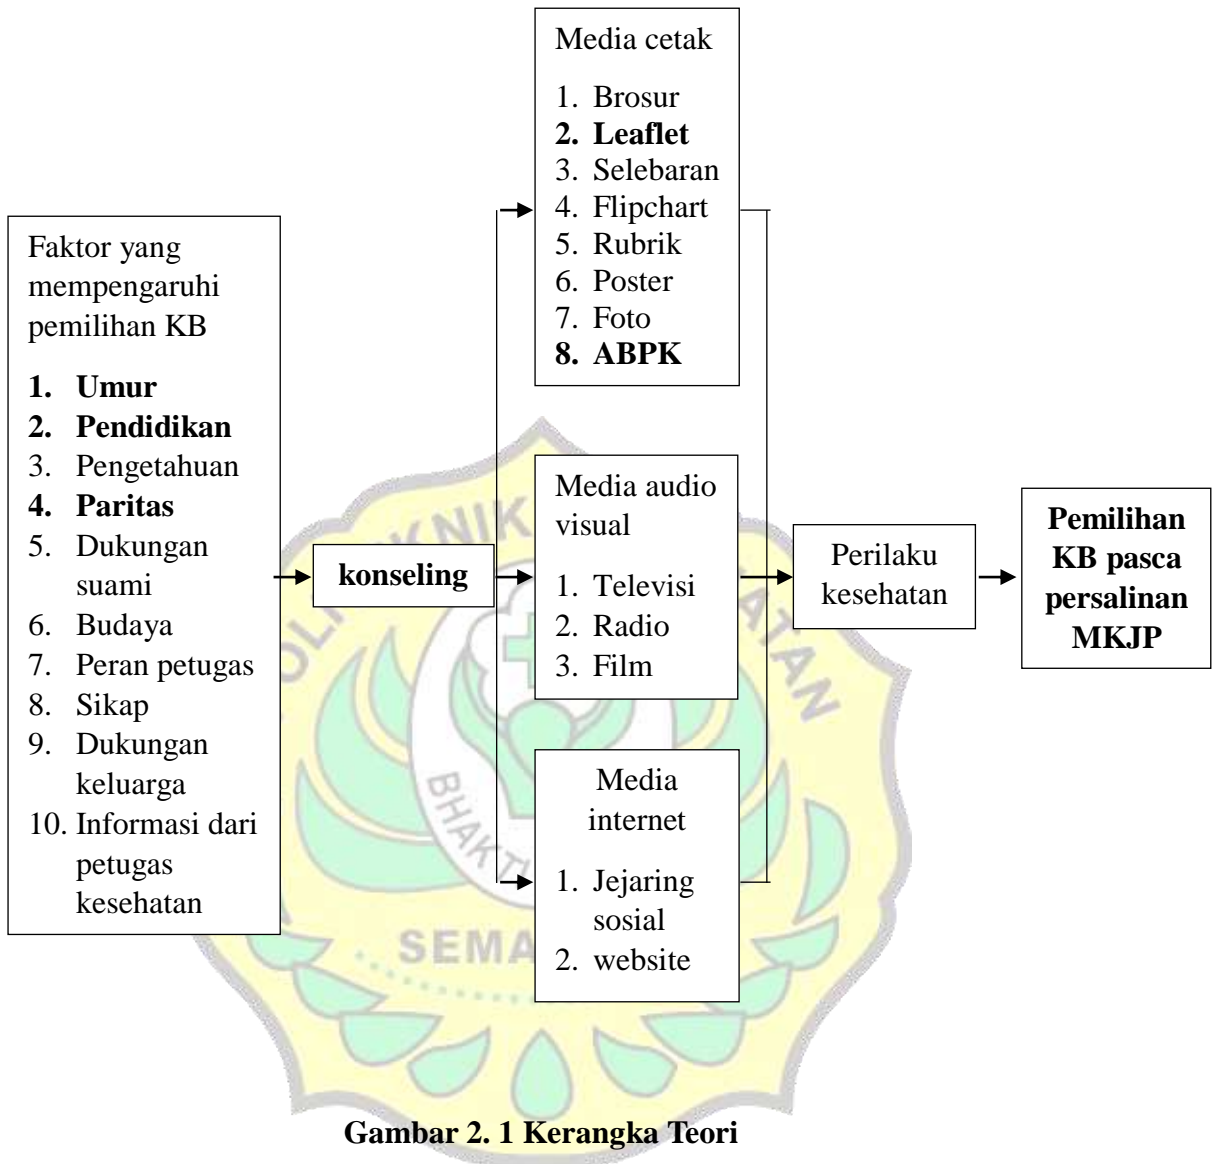 Faktor yang
mempengaruhi
pemilihan KB
1. Umur
2. Pendidikan
3. Pengetahuan
4. Paritas
5. Dukungan
suami
6. Budaya
7. Peran petugas
8. Sikap
9. Dukungan
keluarga
10. Informasi dari
petugas
kesehatan
konseling
Media cetak
1. Brosur
2. Leaflet
3. Selebaran
4. Flipchart
5. Rubrik
6. Poster
7. Foto
8. ABPK
Media audio
visual
1. Televisi
2. Radio
3. Film
Media
internet
1. Jejaring
sosial
2. website
Perilaku
kesehatan
Pemilihan
KB pasca
persalinan
MKJP
Gambar 2. 1 Kerangka Teori